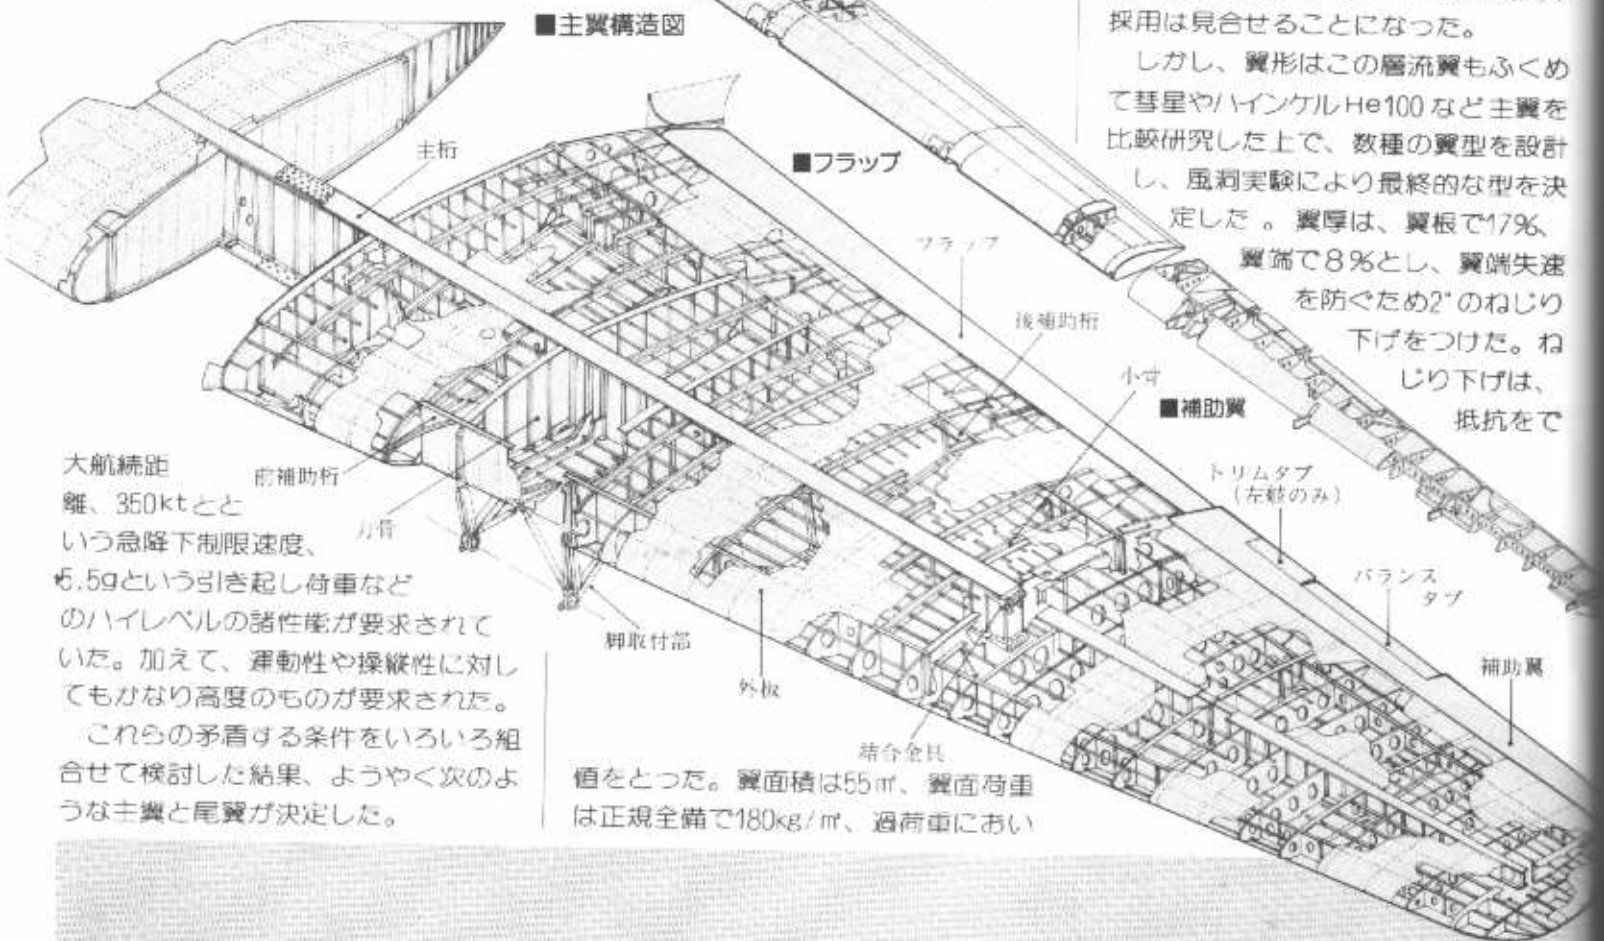 ■主翼構造図
主桁
■フラップ
フラップ
後補助桁
■補助翼
トリムタブ
バランス
タブ
補助翼
前補助桁
脚取付部
外板
結合金具
大航続距
離、350ktとと
いう急降下制限速度、
5.5gという引き起し荷重など
のハイレベルの諸性能が要求されて
いた。加えて、運動性や操縦性に対し
てもかなり高度のものが要求された。
これらの矛盾する条件をいろいろ組
合せて検討した結果、ようやく次のよ
うな主翼と尾翼が決定した。
値をとった。翼面積は55㎡、翼面荷重
は正規全備で180kg/㎡、過荷重におい
採用は見合せることになった。
しかし、翼形はこの層流翼もふくめ
て彗星やハインケルHe100など主翼を
比較研究した上で、数種の翼型を設計
し、風洞実験により最終的な型を決
定した。翼厚は、翼根で17%、
翼端で8%とし、翼端失速
を防ぐため2°のねじり
下げをつけた。ね
じり下げは、
抵抗をで